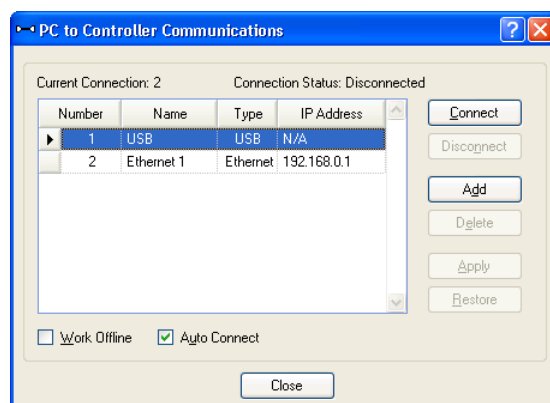 PC to Controller Communications
Current Connection: 2 Connection Status: Disconnected
Number Name Type IP Address
1 USB USB N/A
2 Ethernet 1 Ethernet 192.168.0.1
Connect
Disconnect
Add
Delete
Apply
Restore
Work Offline Auto Connect
Close